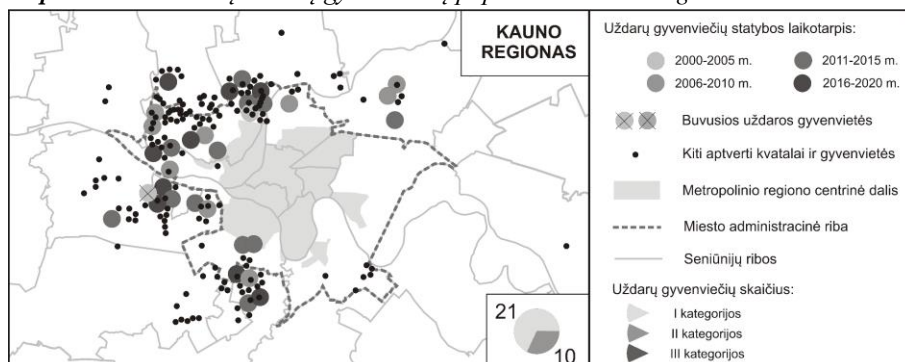 KAUNO
REGIONAS
21
10
Uždarų gyvenviečių statybos laikotarpis:
2000-2005 m.
2011-2015 m.
2006-2010 m.
2016-2020 m.
Buvusios uždaros gyvenvietės
Kiti aptverti kvatalai ir gyvenvietės
Metropolinio regiono centrinė dalis
Miesto administracinė riba
Seniūnijų ribos
Uždarų gyvenviečių skaičius:
I kategorijos
II kategorijos
III kategorijos